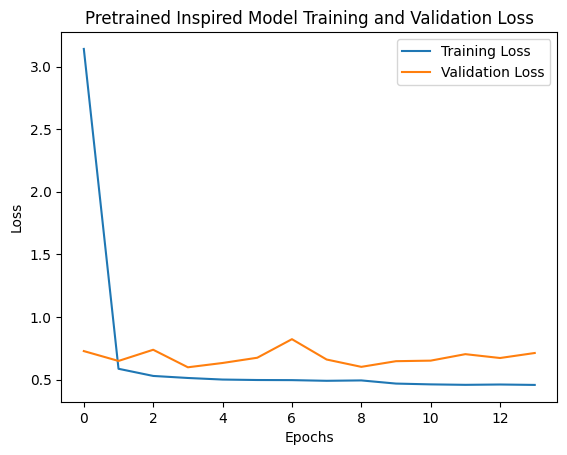 Pretrained Inspired Model Training and Validation Loss
Training Loss
Validation Loss
3.0
2.5
2.0
1.5
1.0
0.5
Loss
0 2 4 6 8 10 12
Epochs